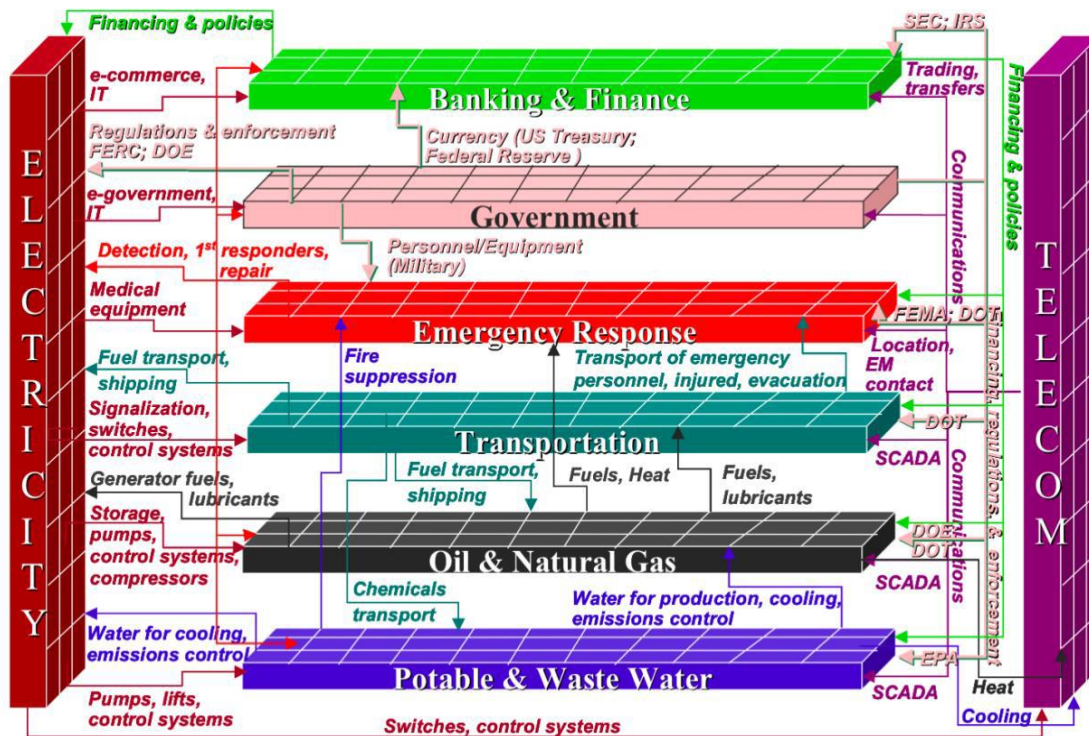 Financing & policies
SEC; IRS
e-commerce,
IT
Banking & Finance
Trading,
transfers
Financing & policies
Regulations & enforcement
FERC; DOE
Currency (US Treasury;
Federal Reserve )
e-government,
IT
Government
Communications
Personnel/Equipment
(Military)
Detection, 1st responders,
repair
Medical
equipment
Emergency Response
FEMA; DOT
Location,
EM
contact
Fire
suppression
Transport of emergency
personnel, injured, evacuation
Fuel transport,
shipping
Signalization,
switches,
control systems
Transportation
DOT
SCADA
Financing, regulations, & enforcement
Communications
Fuel transport,
shipping
Fuels, Heat
Fuels,
lubricants
Generator fuels,
lubricants
Storage,
pumps,
control systems,
compressors
Oil & Natural Gas
DOE
DOT
SCADA
Chemicals
transport
Water for production, cooling,
emissions control
Water for cooling,
emissions control
Potable & Waste Water
EPA
SCADA
Heat
Pumps, lifts,
control systems
Switches, control systems
Cooling
ELECTRICITY
TELECOM